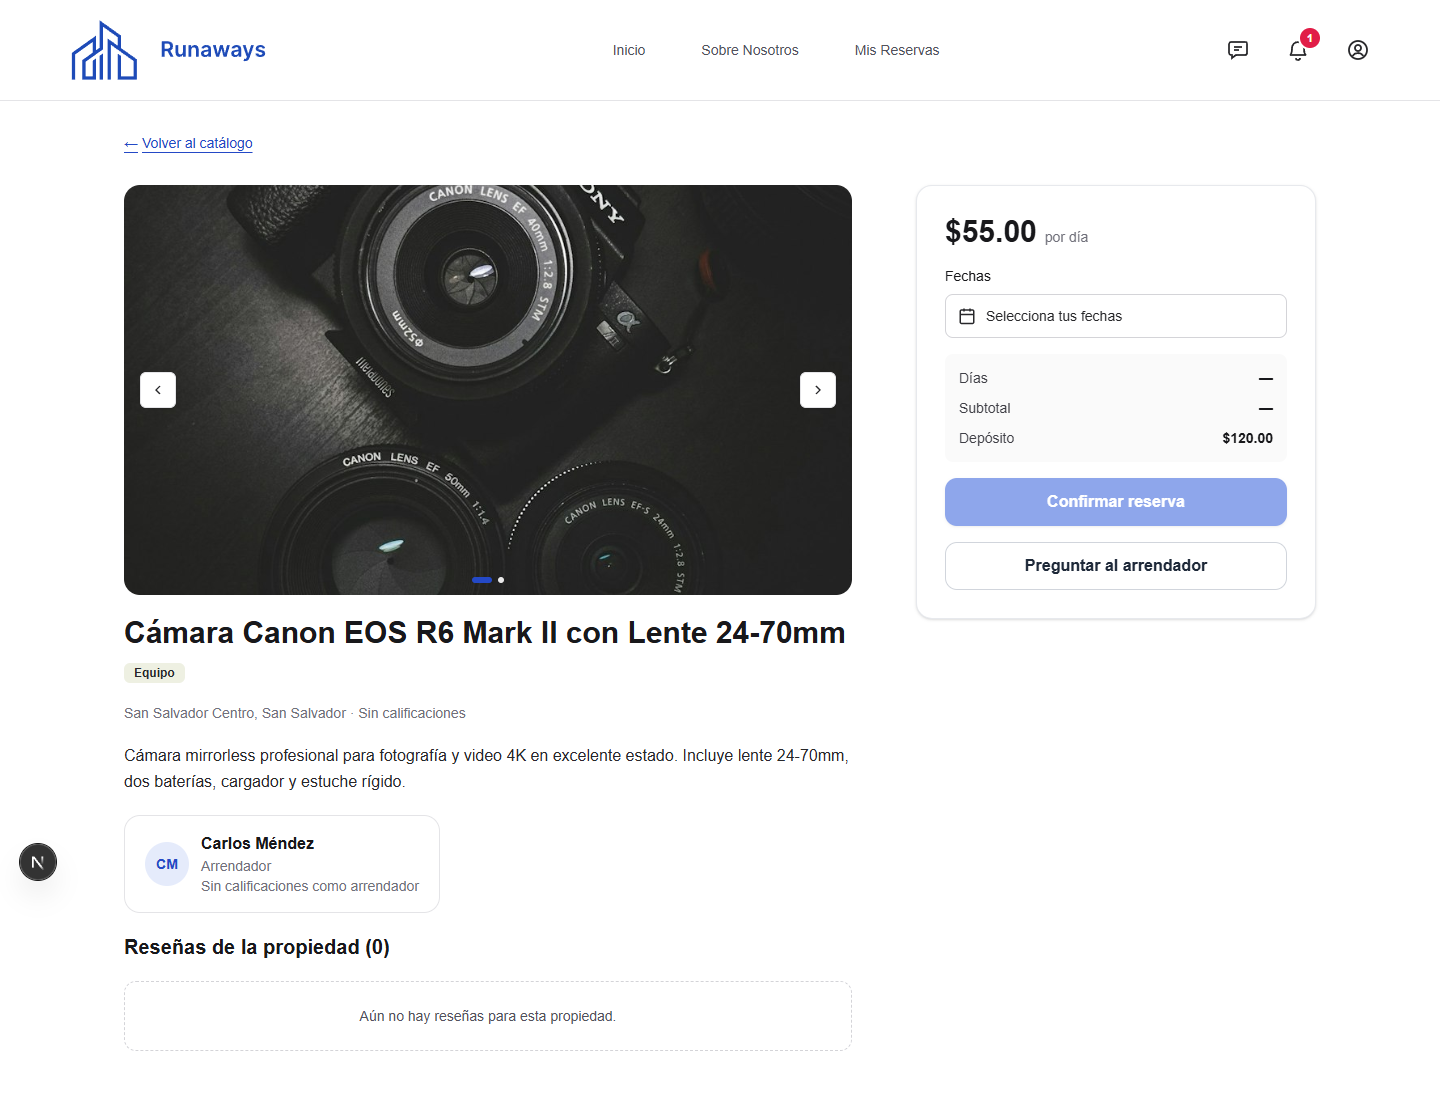 Runaways
Inicio
Sobre Nosotros
Mis Reservas
1
← Volver al catálogo
CANON LENS EF 40mm 1:2.8 STM
Φ52mm
SONY
α
CANON LENS EF 50mm 1:1.4
CANON LENS EF-S 24mm 1:2.8 STM
$55.00 por día
Fechas
Selecciona tus fechas
Días —
Subtotal —
Depósito $120.00
Confirmar reserva
Preguntar al arrendador
Cámara Canon EOS R6 Mark II con Lente 24-70mm
Equipo
San Salvador Centro, San Salvador · Sin calificaciones
Cámara mirrorless profesional para fotografía y video 4K en excelente estado. Incluye lente 24-70mm,
dos baterías, cargador y estuche rígido.
CM
Carlos Méndez
Arrendador
Sin calificaciones como arrendador
N
Reseñas de la propiedad (0)
Aún no hay reseñas para esta propiedad.